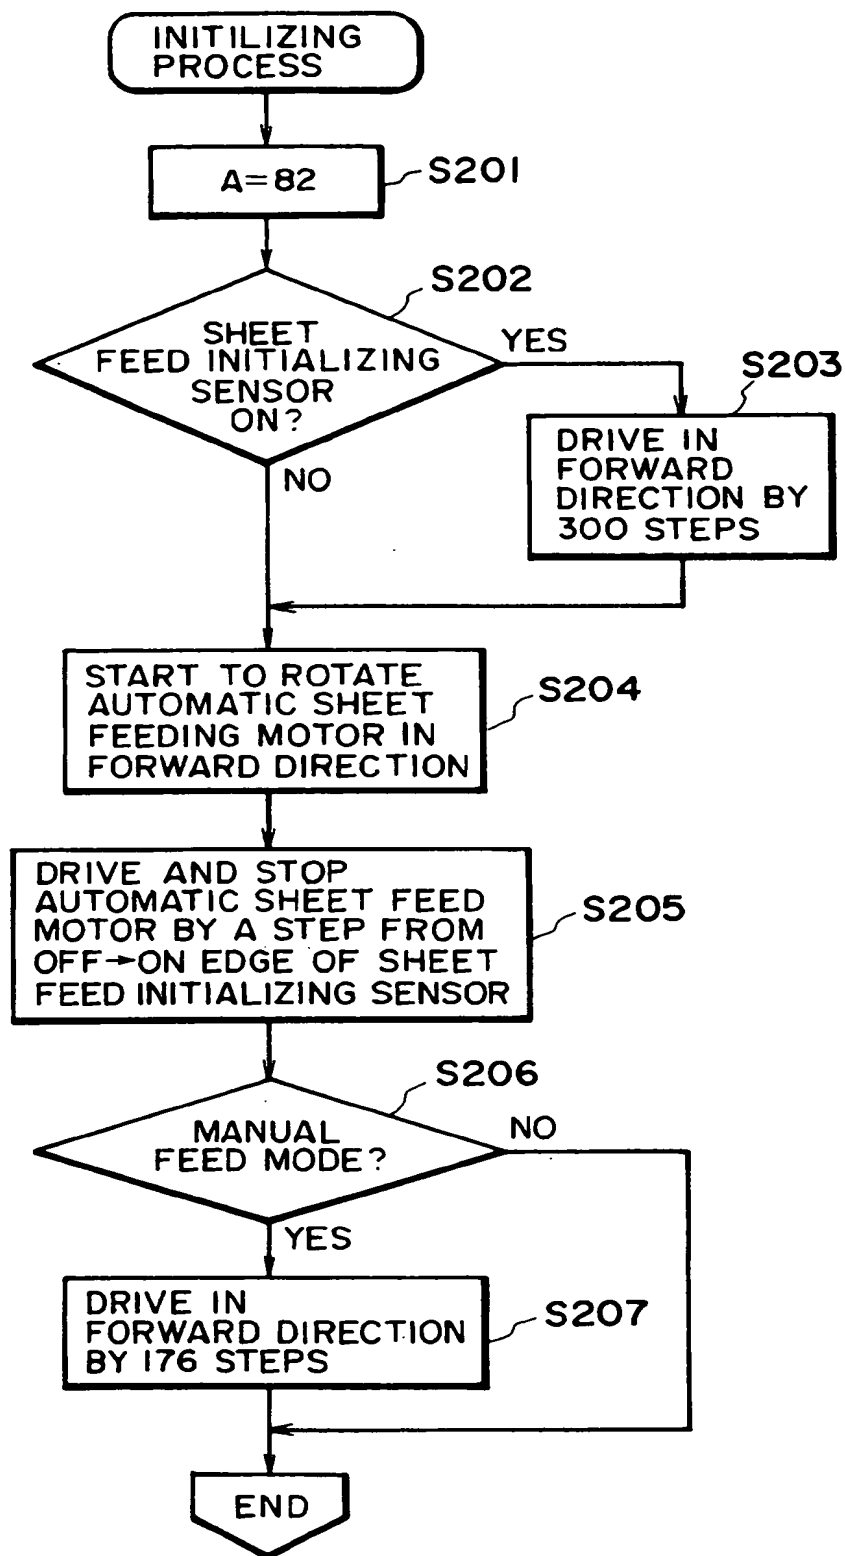 INITILIZING
PROCESS
A=82
S201
S202
SHEET
FEED INITIALIZING
SENSOR
ON?
YES
NO
S203
DRIVE IN
FORWARD
DIRECTION BY
300 STEPS
START TO ROTATE
AUTOMATIC SHEET
FEEDING MOTOR IN
FORWARD DIRECTION
S204
DRIVE AND STOP
AUTOMATIC SHEET FEED
MOTOR BY A STEP FROM
OFF→ON EDGE OF SHEET
FEED INITIALIZING SENSOR
S205
S206
MANUAL
FEED MODE?
NO
YES
DRIVE IN
FORWARD DIRECTION
BY 176 STEPS
S207
END